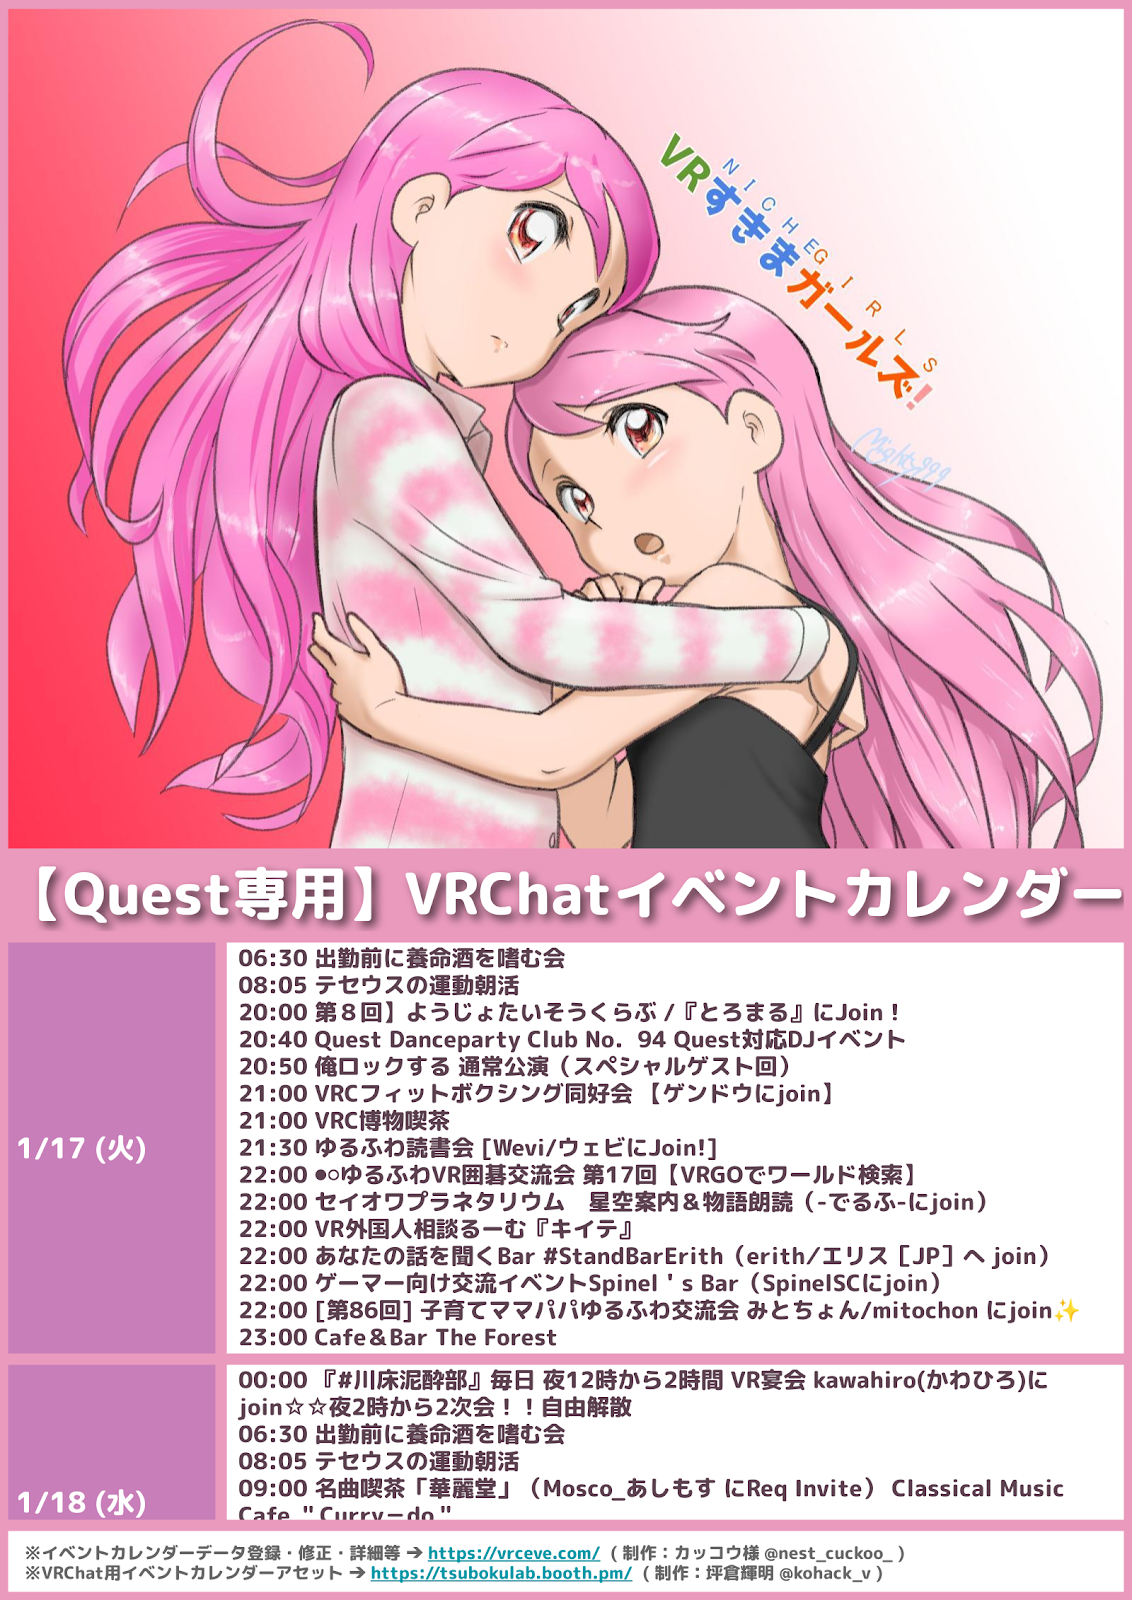 VRすきまガールズ!
NICHEGIRLS
Mighty999
【Quest専用】VRChatイベントカレンダー
1/17 (火)
06:30 出勤前に養命酒を嗜む会
08:05 テセウスの運動朝活
20:00 第８回】ようじょたいそうくらぶ /『とろまる』にJoin！
20:40 Quest Danceparty Club No．94 Quest対応DJイベント
20:50 俺ロックする 通常公演（スペシャルゲスト回）
21:00 VRCフィットボクシング同好会 【ゲンドウにjoin】
21:00 VRC博物喫茶
21:30 ゆるふわ読書会 [Wevi/ウェビにJoin!]
22:00 ●○ゆるふわVR囲碁交流会 第17回【VRGOでワールド検索】
22:00 セイオワプラネタリウム　星空案内＆物語朗読（-でるふ-にjoin）
22:00 VR外国人相談るーむ『キイテ』
22:00 あなたの話を聞くBar #StandBarErith（erith/エリス［JP］へ join）
22:00 ゲーマー向け交流イベントSpinel＇s Bar（SpinelSCにjoin）
22:00 [第86回] 子育てママパパゆるふわ交流会 みとちょん/mitochon にjoin✨
23:00 Cafe＆Bar The Forest
1/18 (水)
00:00 『#川床泥酔部』毎日 夜12時から2時間 VR宴会 kawahiro(かわひろ)に
join☆☆夜2時から2次会！！自由解散
06:30 出勤前に養命酒を嗜む会
08:05 テセウスの運動朝活
09:00 名曲喫茶「華麗堂」（Mosco_あしもす にReq Invite） Classical Music
Cafe ＂Curry－do＂
※イベントカレンダーデータ登録・修正・詳細等 ➔ https://vrceve.com/ （ 制作：カッコウ様 @nest_cuckoo_ ）
※VRChat用イベントカレンダーアセット ➔ https://tsubokulab.booth.pm/ （ 制作：坪倉輝明 @kohack_v ）